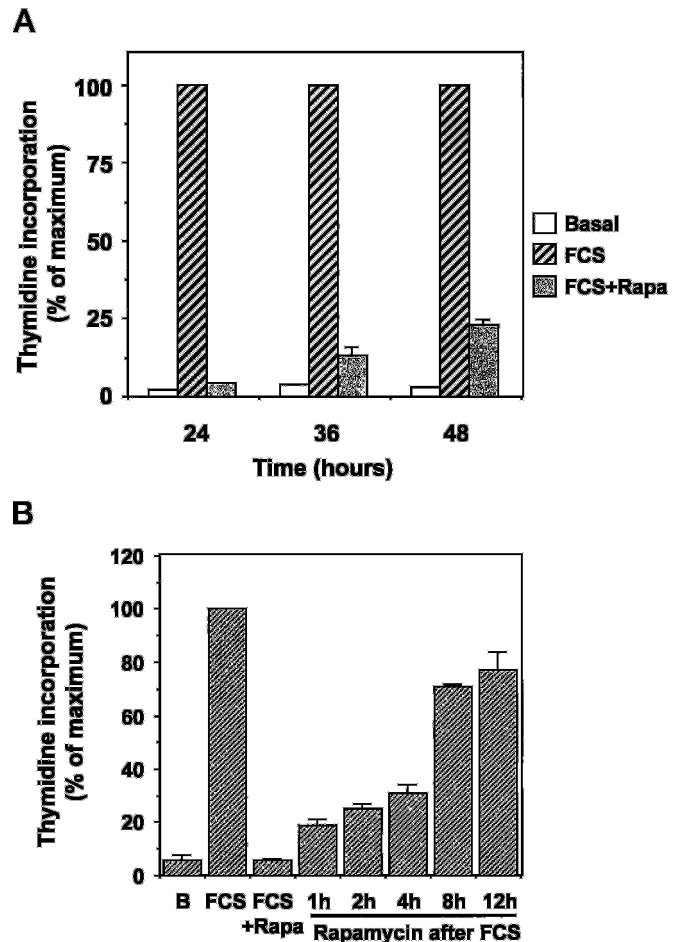 A
Thymidine incorporation
(% of maximum)
100
75
50
25
0
24 36 48
Time (hours)
Basal
FCS
FCS+Rapa
B
Thymidine incorporation
(% of maximum)
120
100
80
60
40
20
0
B FCS FCS 1h 2h 4h 8h 12h
+Rapa Rapamycin after FCS